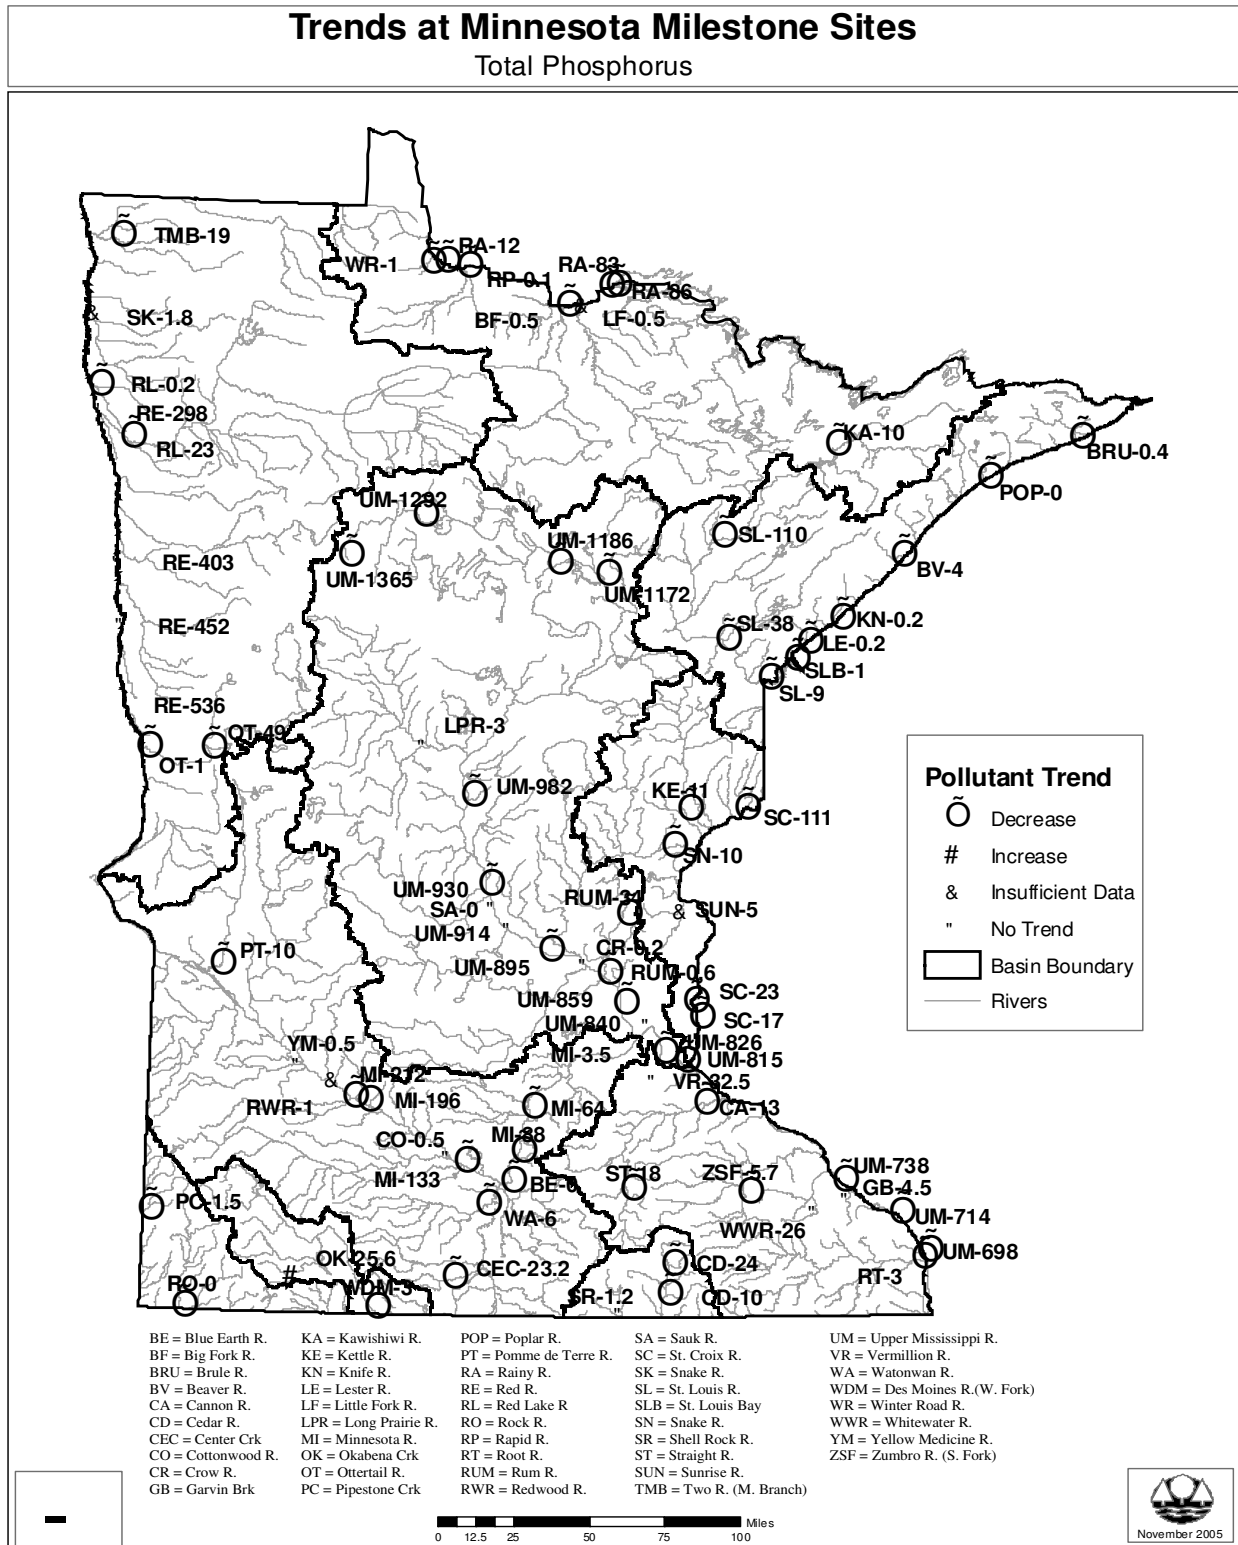 Trends at Minnesota Milestone Sites
Total Phosphorus
TMB-19
RA-12
WR-1
RA-83
RP-0.1
RA-86
SK-1.8
BF-0.5
LF-0.5
RL-0.2
RE-298
RL-23
KA-10
BRU-0.4
POP-0
UM-1292
SL-110
UM-1186
RE-403
BV-4
UM-1365
UM-1172
KN-0.2
RE-452
SL-38
LE-0.2
SLB-1
SL-9
RE-536
LPR-3
OT-49
OT-1
UM-982
KE-11
SC-111
SN-10
UM-930
RUM-34
SA-0
SUN-5
UM-914
PT-10
CR-0.2
UM-895
RUM-0.6
SC-23
UM-859
SC-17
UM-840
YM-0.5
UM-826
MI-3.5
UM-815
MI-212
VR-32.5
MI-196
RWR-1
MI-64
CA-13
MI-88
CO-0.5
UM-738
ST-18
ZSF-5.7
MI-133
BE-0
GB-4.5
PC-1.5
WA-6
UM-714
WWR-26
UM-698
OK-25.6
CD-24
CEC-23.2
RT-3
RO-0
WDM-3
SR-1.2
CD-10
Pollutant Trend
Decrease
# Increase
& Insufficient Data
" No Trend
Basin Boundary
Rivers
BE = Blue Earth R.
BF = Big Fork R.
BRU = Brule R.
BV = Beaver R.
CA = Cannon R.
CD = Cedar R.
CEC = Center Crk
CO = Cottonwood R.
CR = Crow R.
GB = Garvin Brk
KA = Kawishiwi R.
KE = Kettle R.
KN = Knife R.
LE = Lester R.
LF = Little Fork R.
LPR = Long Prairie R.
MI = Minnesota R.
OK = Okabena Crk
OT = Ottertail R.
PC = Pipestone Crk
POP = Poplar R.
PT = Pomme de Terre R.
RA = Rainy R.
RE = Red R.
RL = Red Lake R
RO = Rock R.
RP = Rapid R.
RT = Root R.
RUM = Rum R.
RWR = Redwood R.
SA = Sauk R.
SC = St. Croix R.
SK = Snake R.
SL = St. Louis R.
SLB = St. Louis Bay
SN = Snake R.
SR = Shell Rock R.
ST = Straight R.
SUN = Sunrise R.
TMB = Two R. (M. Branch)
UM = Upper Mississippi R.
VR = Vermillion R.
WA = Watonwan R.
WDM = Des Moines R.(W. Fork)
WR = Winter Road R.
WWR = Whitewater R.
YM = Yellow Medicine R.
ZSF = Zumbro R. (S. Fork)
Miles
0 12.5 25 50 75 100
November 2005